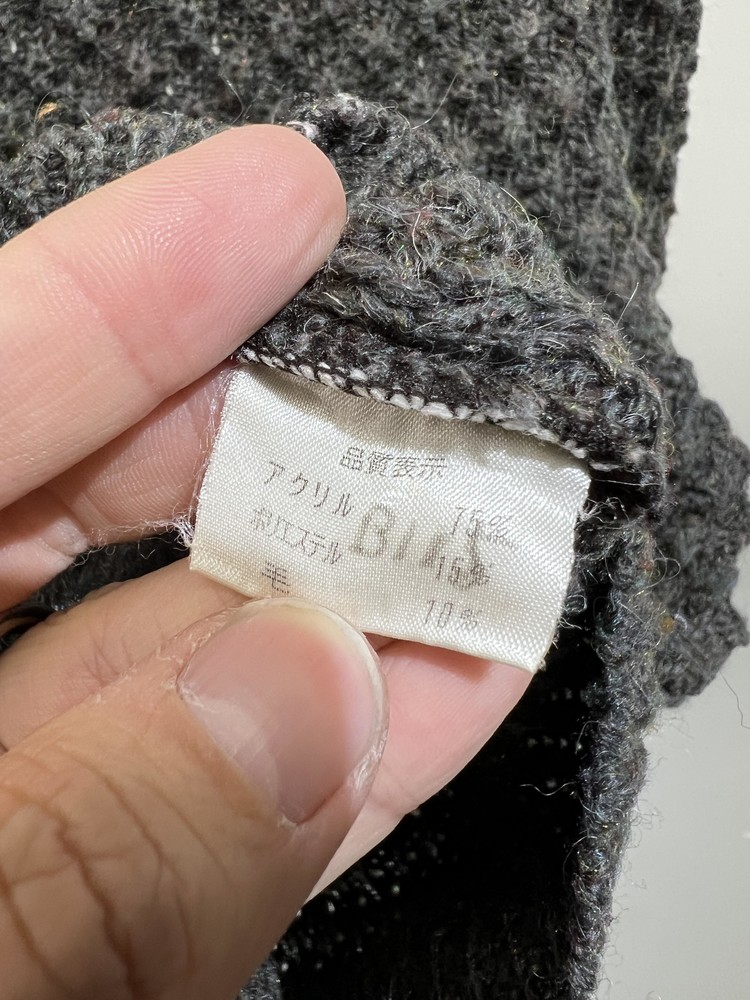 品質表示
アクリル 75%
ポリエステル 15%
毛 10%